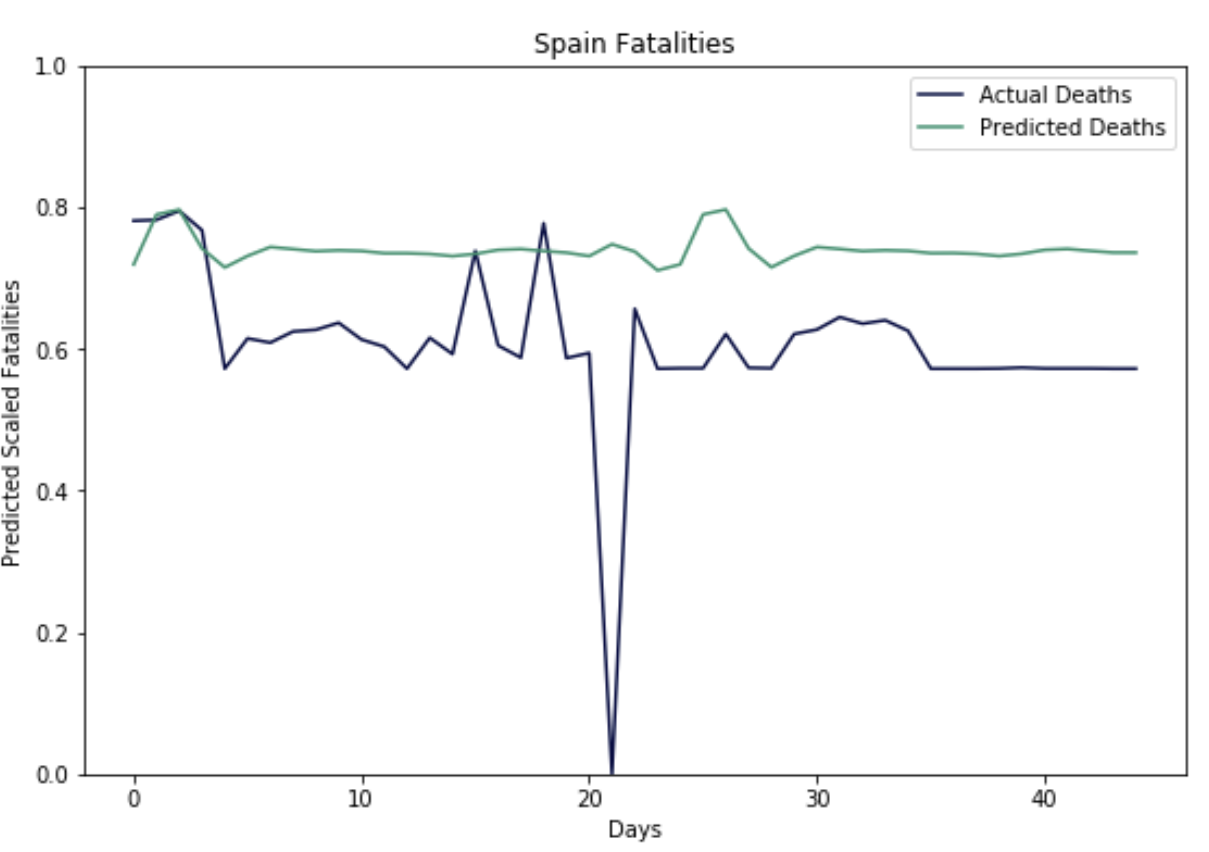 Spain Fatalities
1.0
Actual Deaths
Predicted Deaths
0.8
0.6
0.4
0.2
0.0
Predicted Scaled Fatalities
0 10 20 30 40
Days